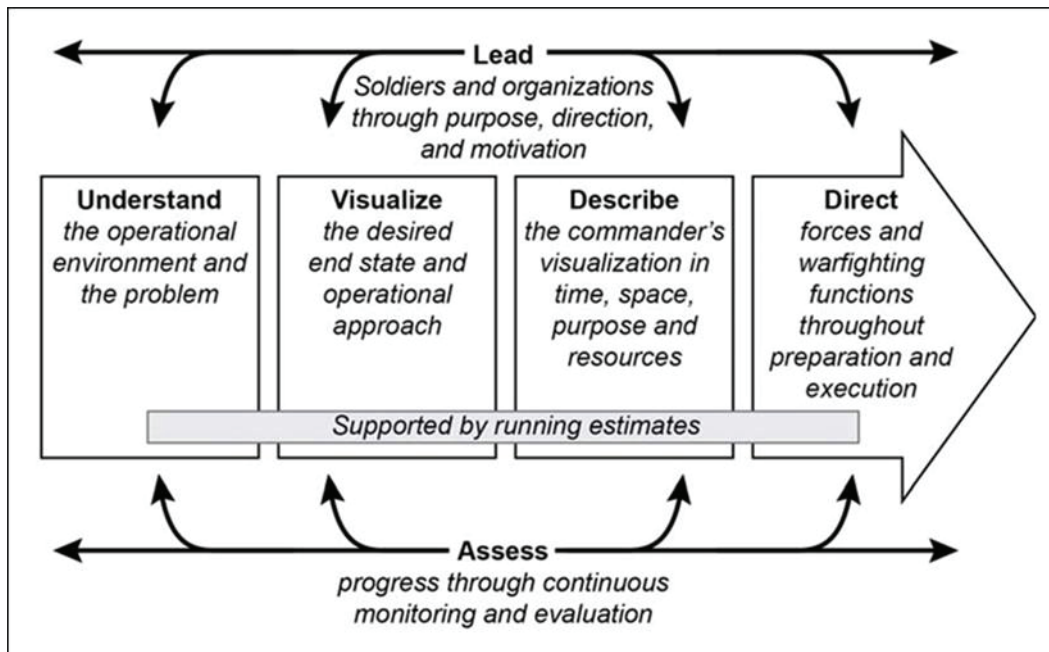 Lead
Soldiers and organizations
through purpose, direction,
and motivation
Understand
the operational
environment and
the problem
Visualize
the desired
end state and
operational
approach
Describe
the commander's
visualization in
time, space,
purpose and
resources
Direct
forces and
warfighting
functions
throughout
preparation and
execution
Supported by running estimates
Assess
progress through continuous
monitoring and evaluation